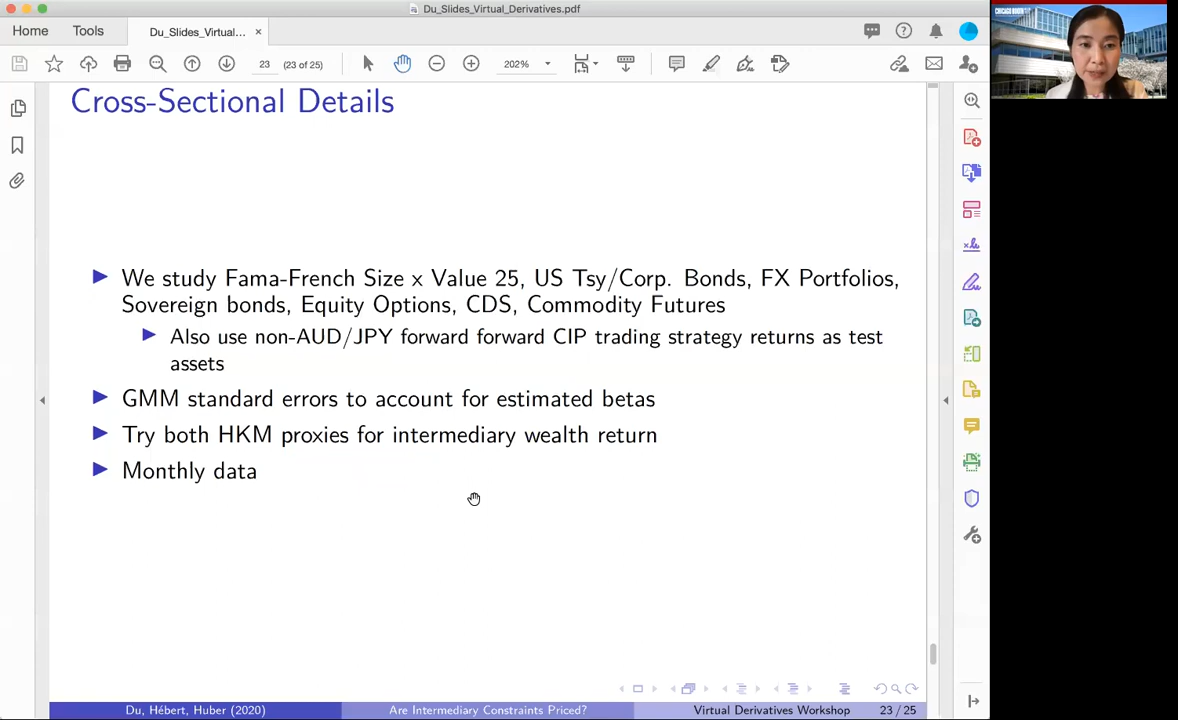 Du_Slides_Virtual_Derivatives.pdf
Home Tools Du_Slides_Virtual... ×
23 (23 of 25) 202%
CHICAGO BOOTH
Cross-Sectional Details
We study Fama-French Size x Value 25, US Tsy/Corp. Bonds, FX Portfolios,
Sovereign bonds, Equity Options, CDS, Commodity Futures
Also use non-AUD/JPY forward forward CIP trading strategy returns as test
assets
GMM standard errors to account for estimated betas
Try both HKM proxies for intermediary wealth return
Monthly data
Du, Hébert, Huber (2020) Are Intermediary Constraints Priced? Virtual Derivatives Workshop 23 / 25